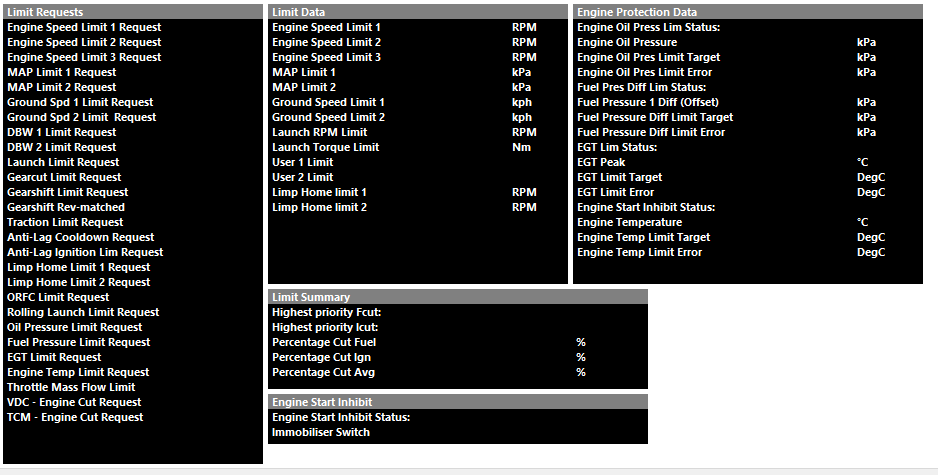 Limit Requests
Engine Speed Limit 1 Request
Engine Speed Limit 2 Request
Engine Speed Limit 3 Request
MAP Limit 1 Request
MAP Limit 2 Request
Ground Spd 1 Limit Request
Ground Spd 2 Limit  Request
DBW 1 Limit Request
DBW 2 Limit Request
Launch Limit Request
Gearcut Limit Request
Gearshift Limit Request
Gearshift Rev-matched
Traction Limit Request
Anti-Lag Cooldown Request
Anti-Lag Ignition Lim Request
Limp Home Limit 1 Request
Limp Home Limit 2 Request
ORFC Limit Request
Rolling Launch Limit Request
Oil Pressure Limit Request
Fuel Pressure Limit Request
EGT Limit Request
Engine Temp Limit Request
Throttle Mass Flow Limit
VDC - Engine Cut Request
TCM - Engine Cut Request
Limit Data
Engine Speed Limit 1 RPM
Engine Speed Limit 2 RPM
Engine Speed Limit 3 RPM
MAP Limit 1 kPa
MAP Limit 2 kPa
Ground Speed Limit 1 kph
Ground Speed Limit 2 kph
Launch RPM Limit RPM
Launch Torque Limit Nm
User 1 Limit
User 2 Limit
Limp Home limit 1 RPM
Limp Home limit 2 RPM
Engine Protection Data
Engine Oil Press Lim Status:
Engine Oil Pressure kPa
Engine Oil Pres Limit Target kPa
Engine Oil Pres Limit Error kPa
Fuel Pres Diff Lim Status:
Fuel Pressure 1 Diff (Offset) kPa
Fuel Pressure Diff Limit Target kPa
Fuel Pressure Diff Limit Error kPa
EGT Lim Status:
EGT Peak °C
EGT Limit Target DegC
EGT Limit Error DegC
Engine Start Inhibit Status:
Engine Temperature °C
Engine Temp Limit Target DegC
Engine Temp Limit Error DegC
Limit Summary
Highest priority Fcut:
Highest priority Icut:
Percentage Cut Fuel %
Percentage Cut Ign %
Percentage Cut Avg %
Engine Start Inhibit
Engine Start Inhibit Status:
Immobiliser Switch